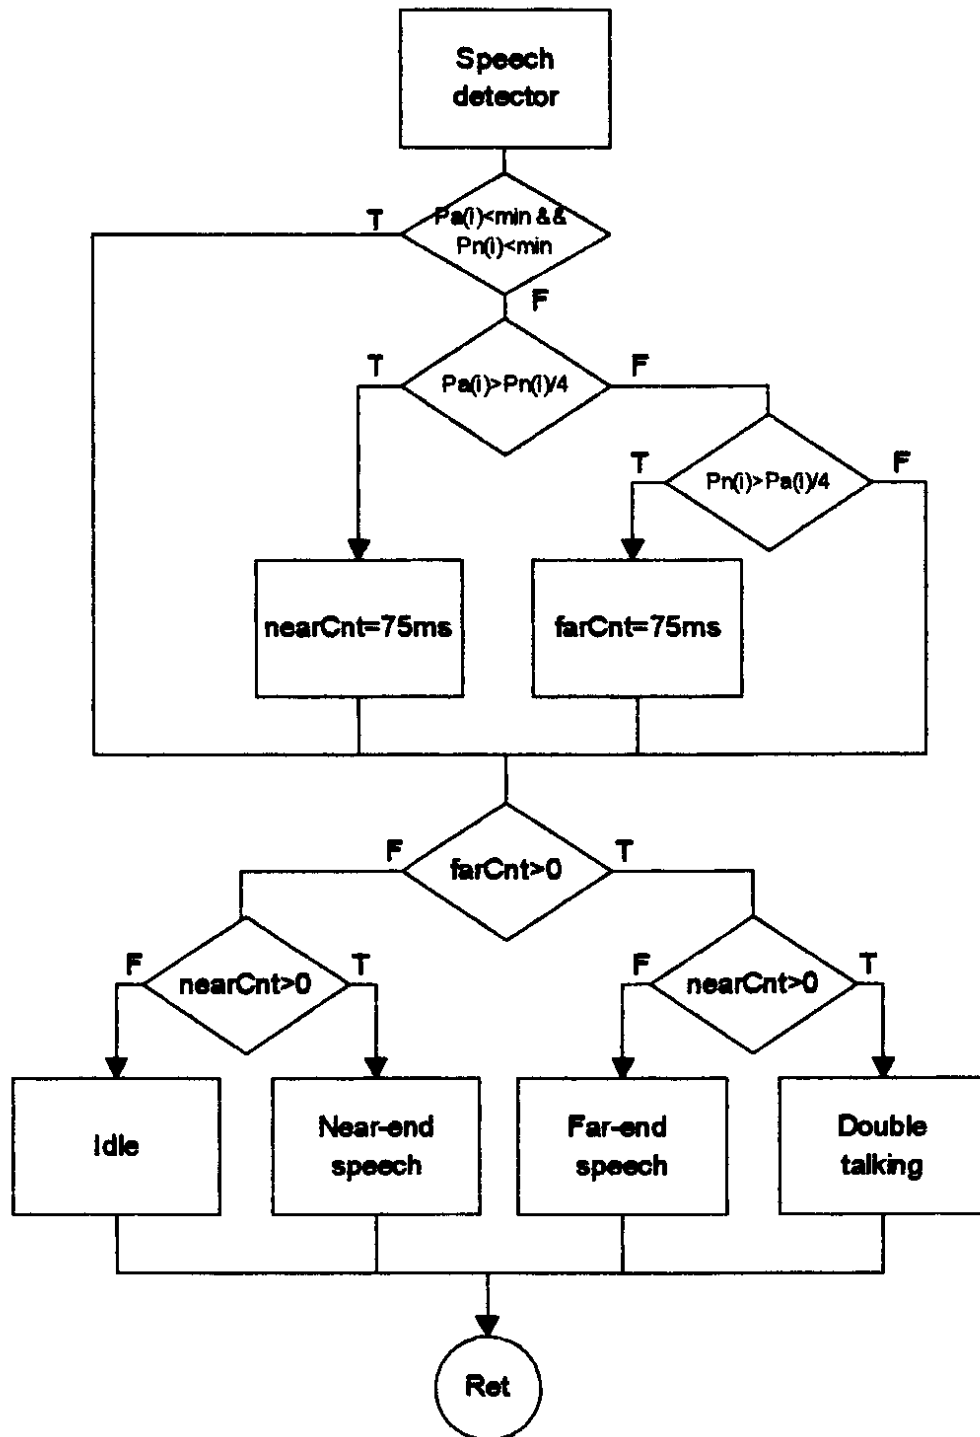 Speech
detector
T
Pa(i)<min &&
Pn(i)<min
F
T
Pa(i)>Pn(i)/4
F
T
Pn(i)>Pa(i)/4
F
nearCnt=75ms
farCnt=75ms
F
farCnt>0
T
F
nearCnt>0
T
F
nearCnt>0
T
Idle
Near-end
speech
Far-end
speech
Double
talking
Ret